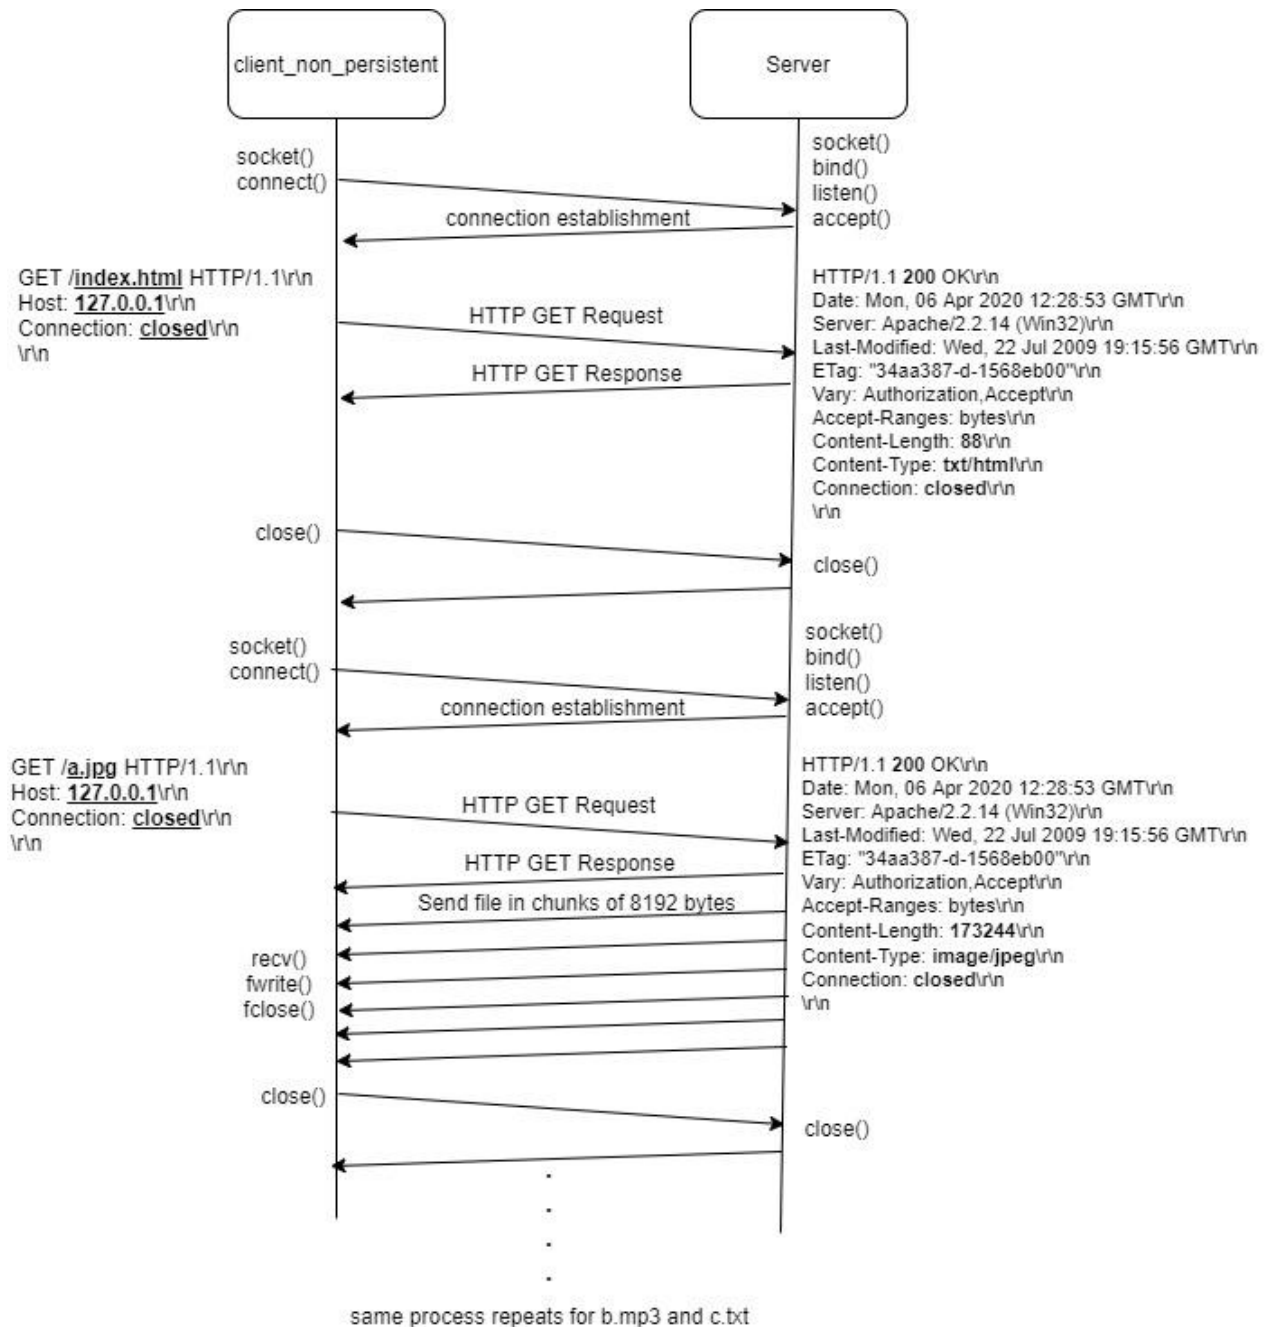 client_non_persistent
Server
socket()
connect()
socket()
bind()
listen()
accept()
connection establishment
GET /index.html HTTP/1.1\r\n
Host: 127.0.0.1\r\n
Connection: closed\r\n
\r\n
HTTP GET Request
HTTP GET Response
HTTP/1.1 200 OK\r\n
Date: Mon, 06 Apr 2020 12:28:53 GMT\r\n
Server: Apache/2.2.14 (Win32)\r\n
Last-Modified: Wed, 22 Jul 2009 19:15:56 GMT\r\n
ETag: "34aa387-d-1568eb00"\r\n
Vary: Authorization,Accept\r\n
Accept-Ranges: bytes\r\n
Content-Length: 88\r\n
Content-Type: txt/html\r\n
Connection: closed\r\n
\r\n
close()
close()
socket()
connect()
socket()
bind()
listen()
accept()
connection establishment
GET /a.jpg HTTP/1.1\r\n
Host: 127.0.0.1\r\n
Connection: closed\r\n
\r\n
HTTP GET Request
HTTP GET Response
Send file in chunks of 8192 bytes
HTTP/1.1 200 OK\r\n
Date: Mon, 06 Apr 2020 12:28:53 GMT\r\n
Server: Apache/2.2.14 (Win32)\r\n
Last-Modified: Wed, 22 Jul 2009 19:15:56 GMT\r\n
ETag: "34aa387-d-1568eb00"\r\n
Vary: Authorization,Accept\r\n
Accept-Ranges: bytes\r\n
Content-Length: 173244\r\n
Content-Type: image/jpeg\r\n
Connection: closed\r\n
\r\n
recv()
fwrite()
fclose()
close()
close()
.
.
.
.
same process repeats for b.mp3 and c.txt